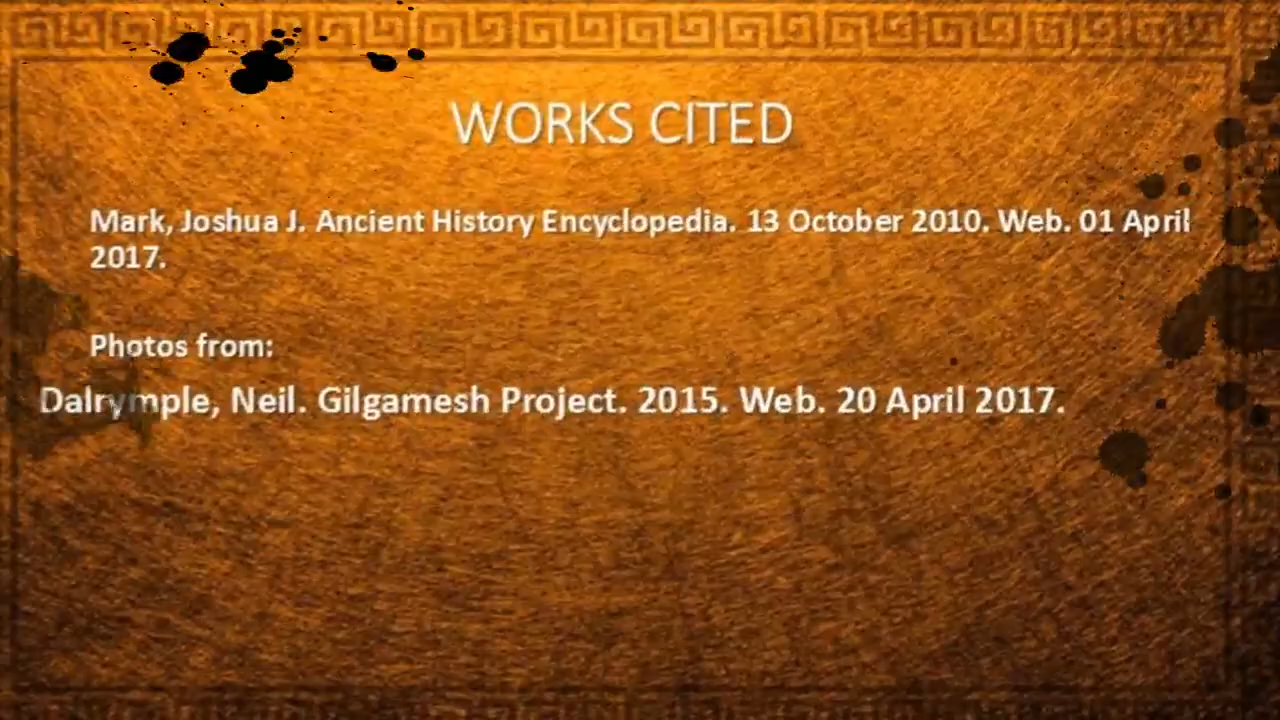 WORKS CITED
Mark, Joshua J. Ancient History Encyclopedia. 13 October 2010. Web. 01 April
2017.
Photos from:
Dalrymple, Neil. Gilgamesh Project. 2015. Web. 20 April 2017.